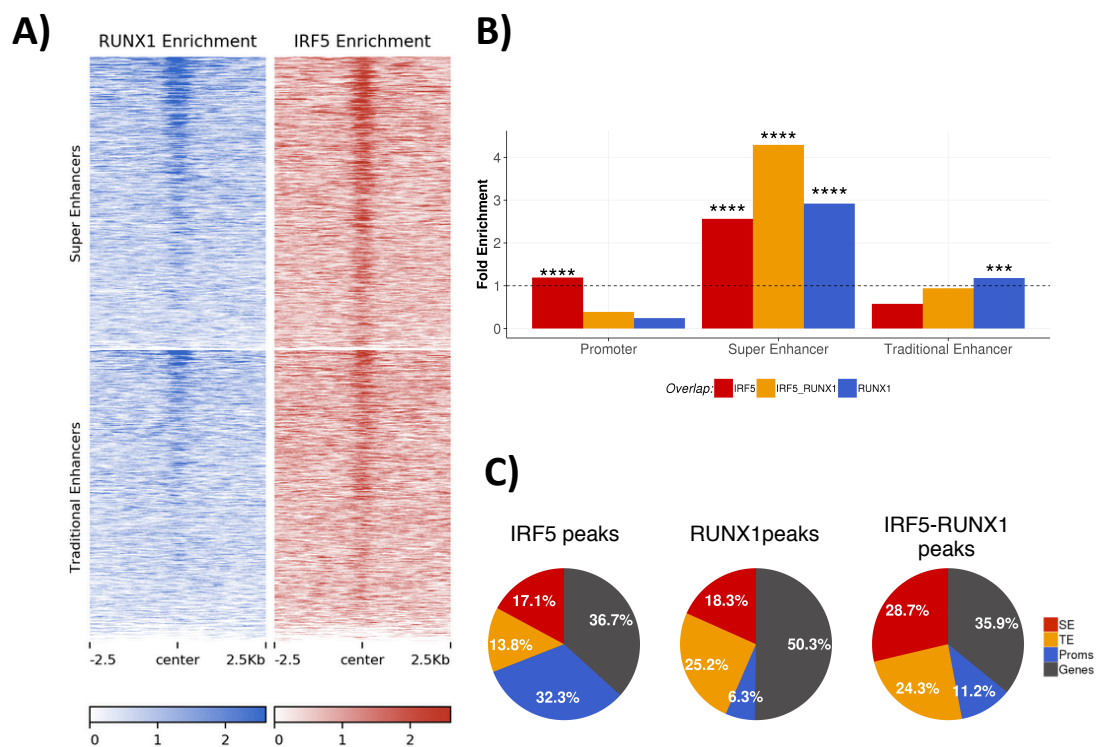 A)
RUNX1 Enrichment
IRF5 Enrichment
Super Enhancers
Traditional Enhancers
-2.5 center 2.5Kb
-2.5 center 2.5Kb
0 1 2
0 1 2
B)
Fold Enrichment
4
3
2
1
0
****
****
****
****
***
Promoter Super Enhancer Traditional Enhancer
Overlap: IRF5 IRF5_RUNX1 RUNX1
C)
IRF5 peaks
17.1%
36.7%
13.8%
32.3%
RUNX1peaks
18.3%
50.3%
25.2%
6.3%
IRF5-RUNX1
peaks
28.7%
35.9%
24.3%
11.2%
SE
TE
Proms
Genes